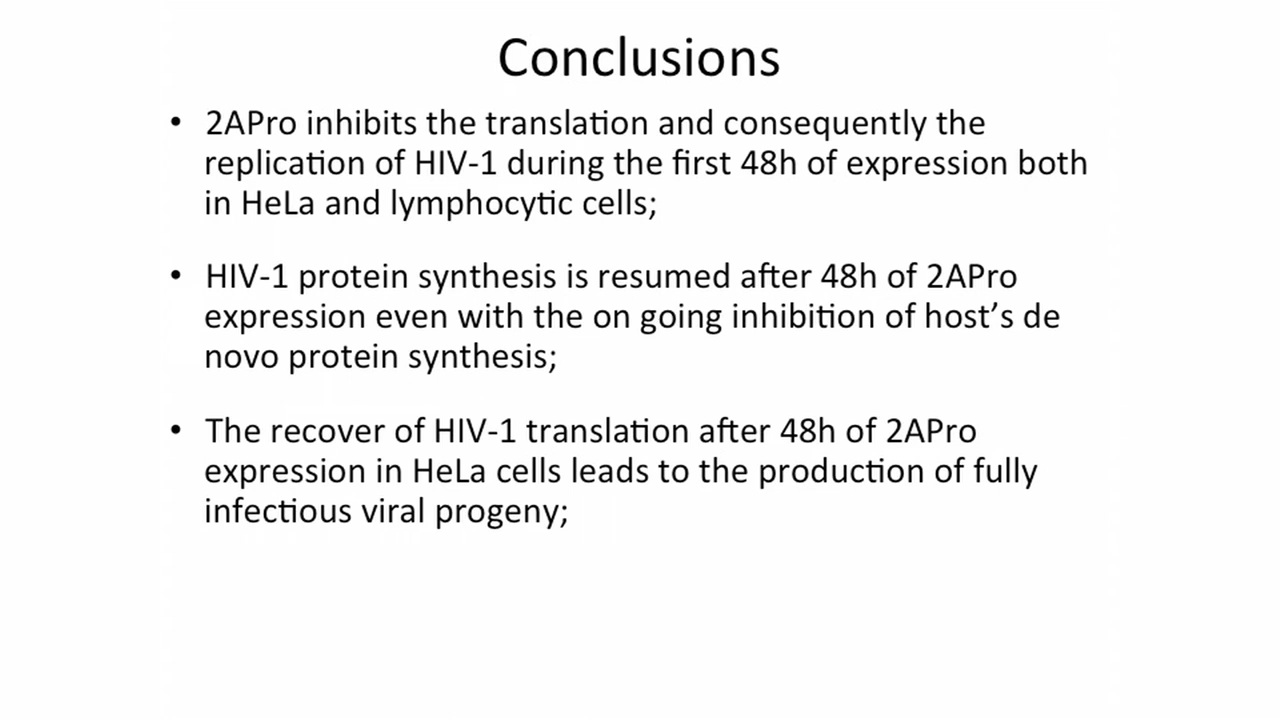 Conclusions
• 2APro inhibits the translation and consequently the
replication of HIV-1 during the first 48h of expression both
in HeLa and lymphocytic cells;
• HIV-1 protein synthesis is resumed after 48h of 2APro
expression even with the on going inhibition of host’s de
novo protein synthesis;
• The recover of HIV-1 translation after 48h of 2APro
expression in HeLa cells leads to the production of fully
infectious viral progeny;